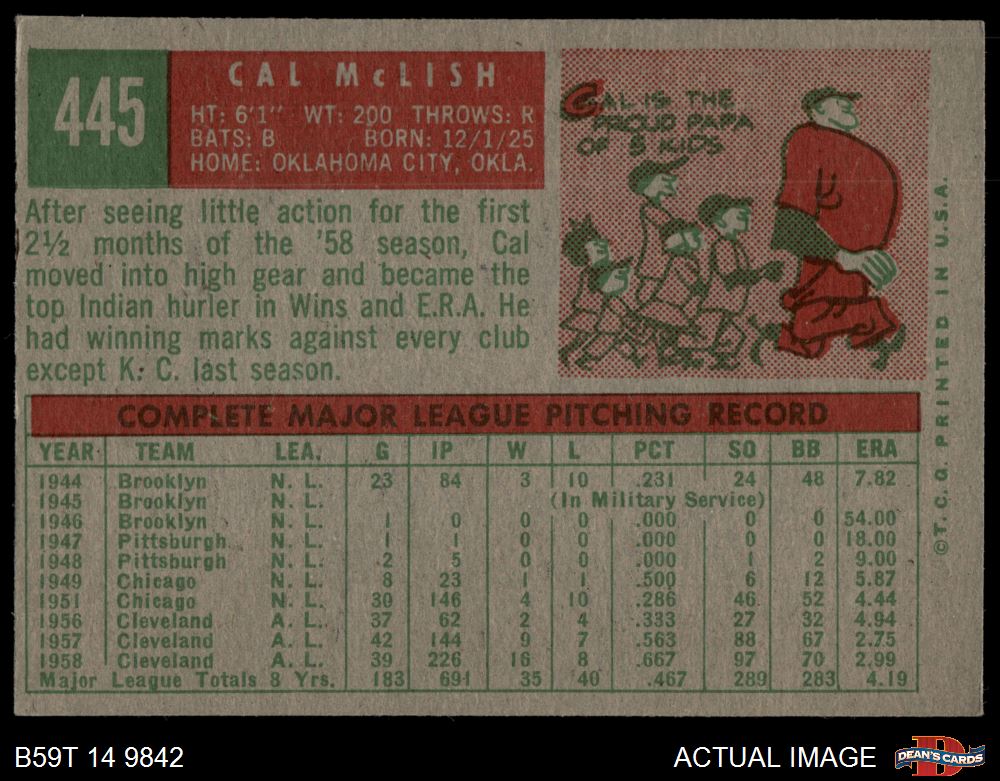 445
CAL McLISH
HT: 6'1" WT: 200 THROWS: R
BATS: B BORN: 12/1/25
HOME: OKLAHOMA CITY, OKLA.
CAL IS THE
PROUD PAPA
OF 5 KIDS
After seeing little action for the first
2½ months of the '58 season, Cal
moved into high gear and became the
top Indian hurler in Wins and E.R.A. He
had winning marks against every club
except K. C. last season.
COMPLETE MAJOR LEAGUE PITCHING RECORD
YEAR TEAM LEA. G IP W L PCT SO BB ERA
1944 Brooklyn N. L. 23 84 3 10 .231 24 48 7.82
1945 Brooklyn N. L. (In Military Service)
1946 Brooklyn N. L. 1 0 0 0 .000 0 0 54.00
1947 Pittsburgh N. L. 1 1 0 0 .000 0 0 18.00
1948 Pittsburgh N. L. 2 5 0 0 .000 1 2 9.00
1949 Chicago N. L. 8 23 1 1 .500 6 12 5.87
1951 Chicago N. L. 30 146 4 10 .286 46 52 4.44
1956 Cleveland A. L. 37 62 2 4 .333 27 32 4.94
1957 Cleveland A. L. 42 144 9 7 .563 88 67 2.75
1958 Cleveland A. L. 39 226 16 8 .667 97 70 2.99
Major League Totals 8 Yrs. 183 691 35 40 .467 289 283 4.19
©T.C.G. PRINTED IN U.S.A.
B59T 14 9842
ACTUAL IMAGE
DEAN'S CARDS